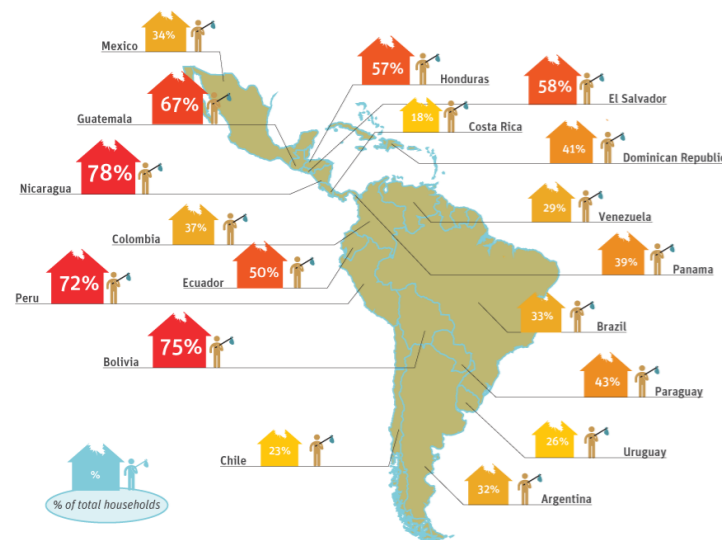 34%
Mexico
57%
Honduras
58%
El Salvador
67%
Guatemala
18%
Costa Rica
41%
Dominican Republic
78%
Nicaragua
29%
Venezuela
37%
Colombia
39%
Panama
50%
Ecuador
72%
Peru
33%
Brazil
75%
Bolivia
43%
Paraguay
23%
Chile
26%
Uruguay
32%
Argentina
%
% of total households